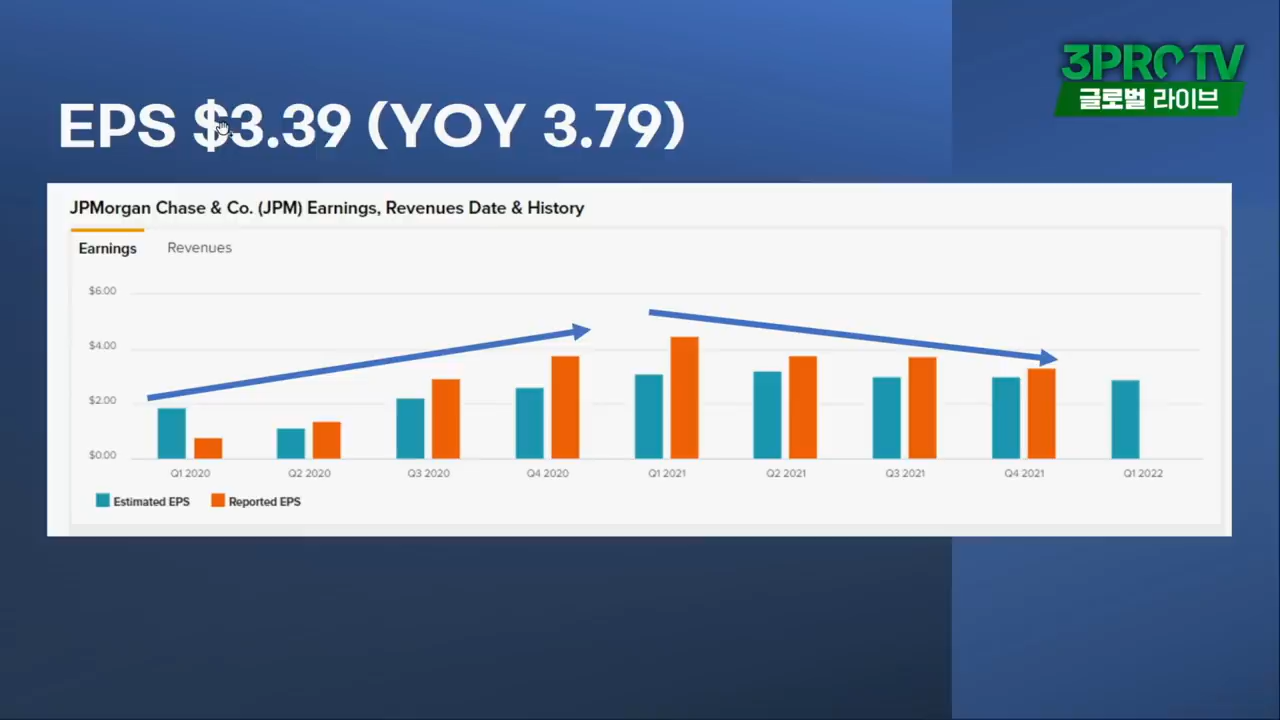 3PRO TV
글로벌 라이브
EPS $3.39 (YOY 3.79)
JPMorgan Chase & Co. (JPM) Earnings, Revenues Date & History
Earnings Revenues
$6.00
$4.00
$2.00
$0.00
Q1 2020 Q2 2020 Q3 2020 Q4 2020 Q1 2021 Q2 2021 Q3 2021 Q4 2021 Q1 2022
Estimated EPS Reported EPS